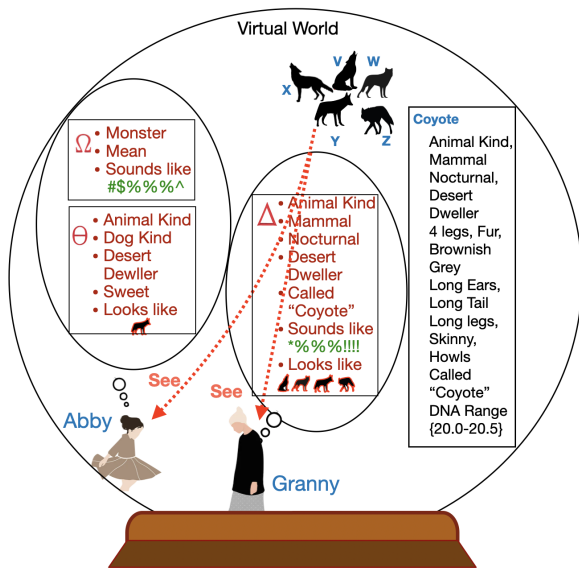 Virtual World
V
W
X
Y
Z
Ω
• Monster
• Mean
• Sounds like
#$%%%^
Θ
• Animal Kind
• Dog Kind
• Desert
Dewller
• Sweet
• Looks like
Δ
• Animal Kind
• Mammal
Nocturnal
• Desert
Dweller
• Called
“Coyote”
• Sounds like
*%%%!!!!
• Looks like
Coyote
Animal Kind,
Mammal
Nocturnal,
Desert
Dweller
4 legs, Fur,
Brownish
Grey
Long Ears,
Long Tail
Long legs,
Skinny,
Howls
Called
“Coyote”
DNA Range
{20.0-20.5}
See
See
Abby
Granny